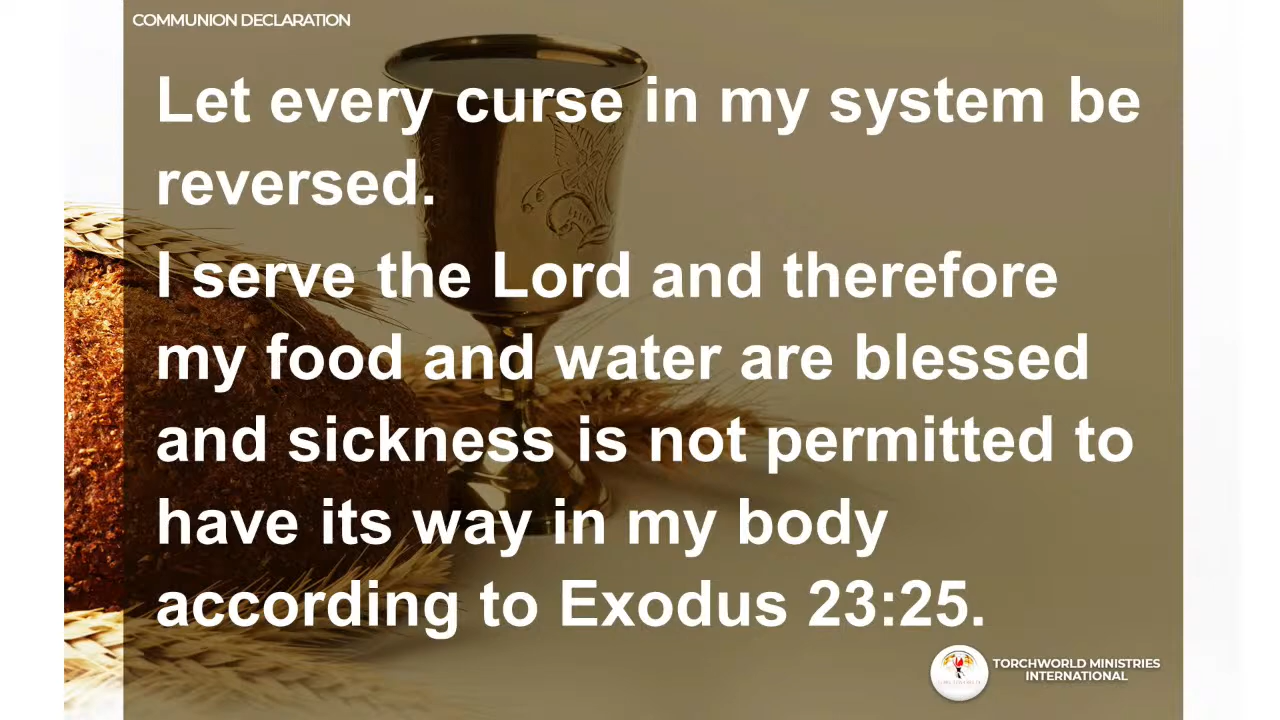 COMMUNION DECLARATION
Let every curse in my system be
reversed.
I serve the Lord and therefore
my food and water are blessed
and sickness is not permitted to
have its way in my body
according to Exodus 23:25.
TORCHWORLD MINISTRIES
INTERNATIONAL